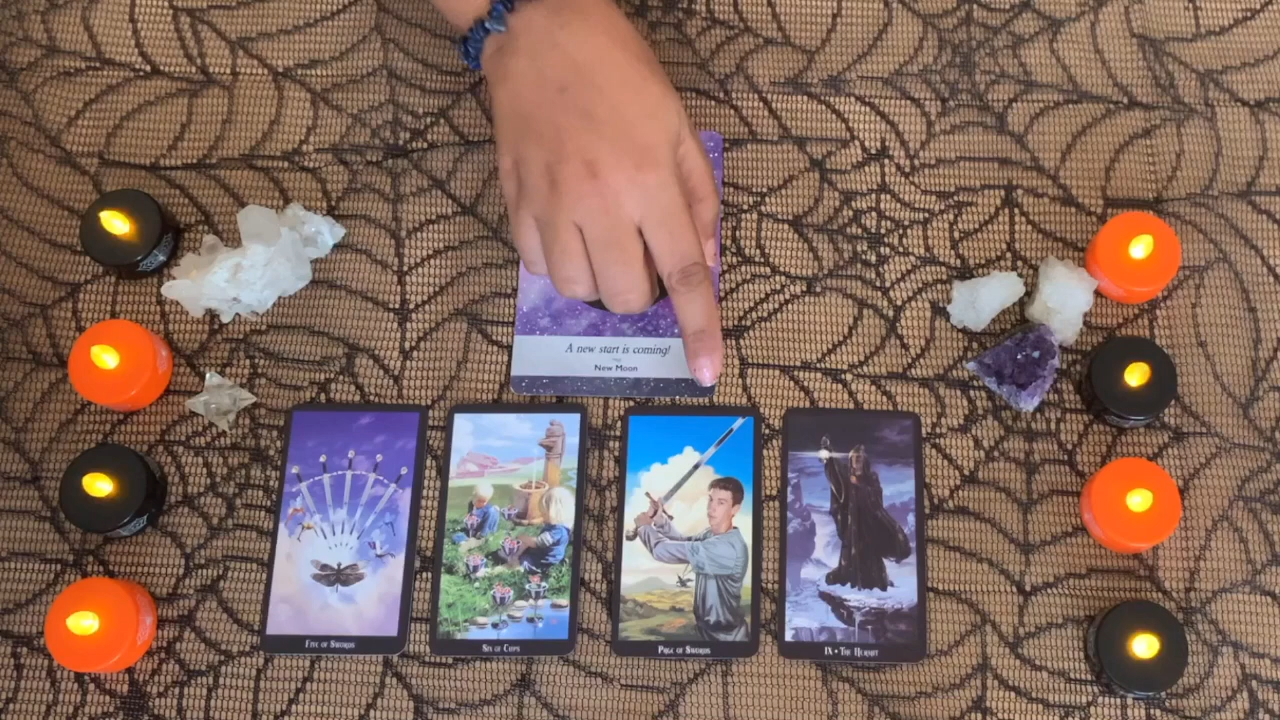 A new start is coming!
New Moon
Five of Swords
Six of Cups
Page of Swords
IX • The Hermit